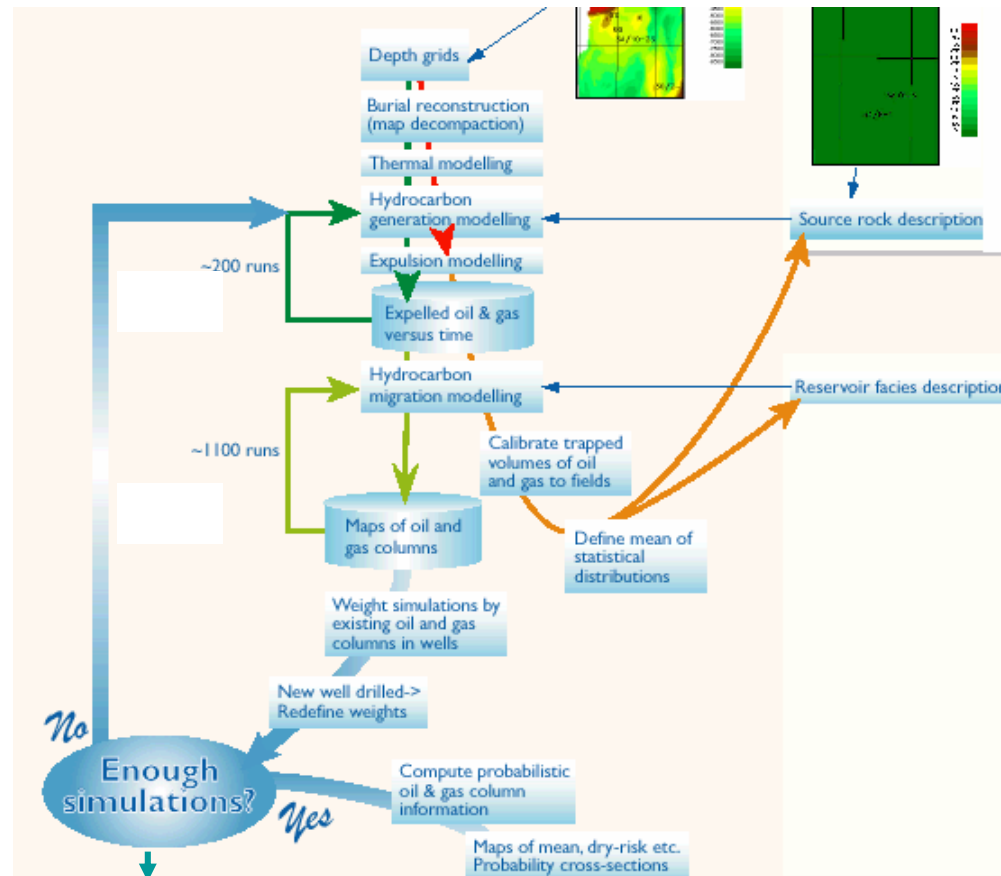 Depth grids
Burial reconstruction
(map decompaction)
Thermal modelling
Hydrocarbon
generation modelling
Source rock description
Expulsion modelling
~200 runs
Expelled oil & gas
versus time
Hydrocarbon
migration modelling
Reservoir facies description
~1100 runs
Calibrate trapped
volumes of oil
and gas to fields
Maps of oil and
gas columns
Define mean of
statistical
distributions
Weight simulations by
existing oil and gas
columns in wells
New well drilled->
Redefine weights
No
Enough
simulations?
Yes
Compute probabilistic
oil & gas column
information
Maps of mean, dry-risk etc.
Probability cross-sections